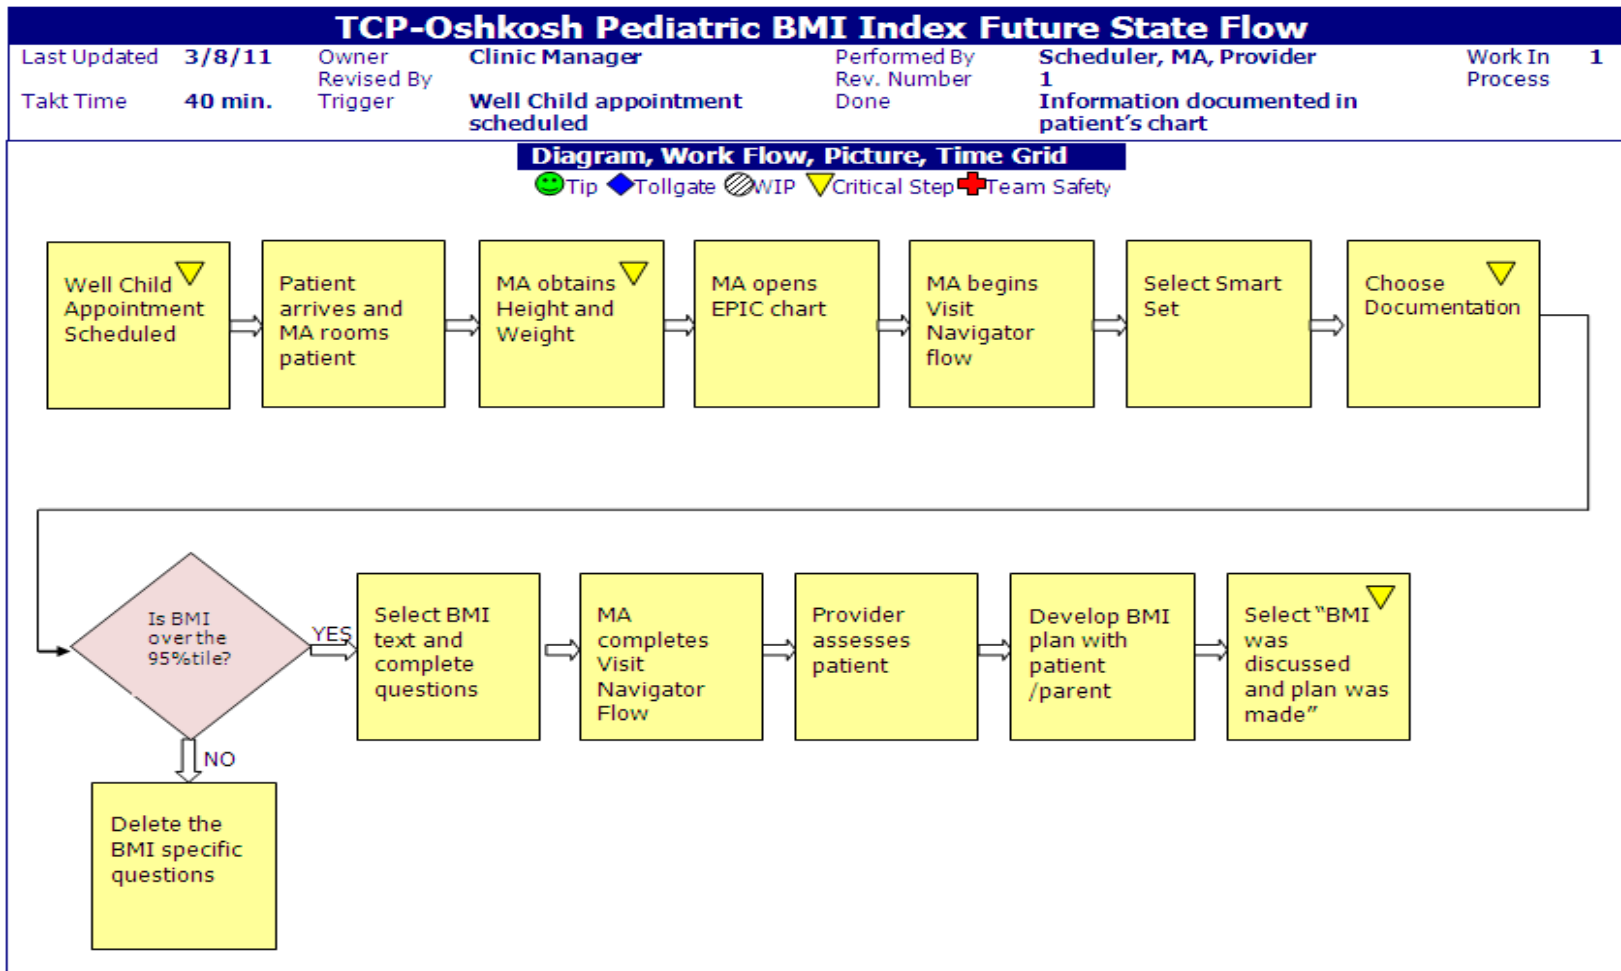 TCP-Oshkosh Pediatric BMI Index Future State Flow
Last Updated 3/8/11 Owner Clinic Manager Performed By Scheduler, MA, Provider Work In 1
Revised By Rev. Number 1 Process
Takt Time 40 min. Trigger Well Child appointment Done Information documented in
scheduled patient's chart
Diagram, Work Flow, Picture, Time Grid
Tip Tollgate WIP Critical Step Team Safety
Well Child
Appointment
Scheduled
Patient
arrives and
MA rooms
patient
MA obtains
Height and
Weight
MA opens
EPIC chart
MA begins
Visit
Navigator
flow
Select Smart
Set
Choose
Documentation
Is BMI
over the
95%tile?
YES
Select BMI
text and
complete
questions
MA
completes
Visit
Navigator
Flow
Provider
assesses
patient
Develop BMI
plan with
patient
/parent
Select “BMI
was
discussed
and plan was
made”
NO
Delete the
BMI specific
questions